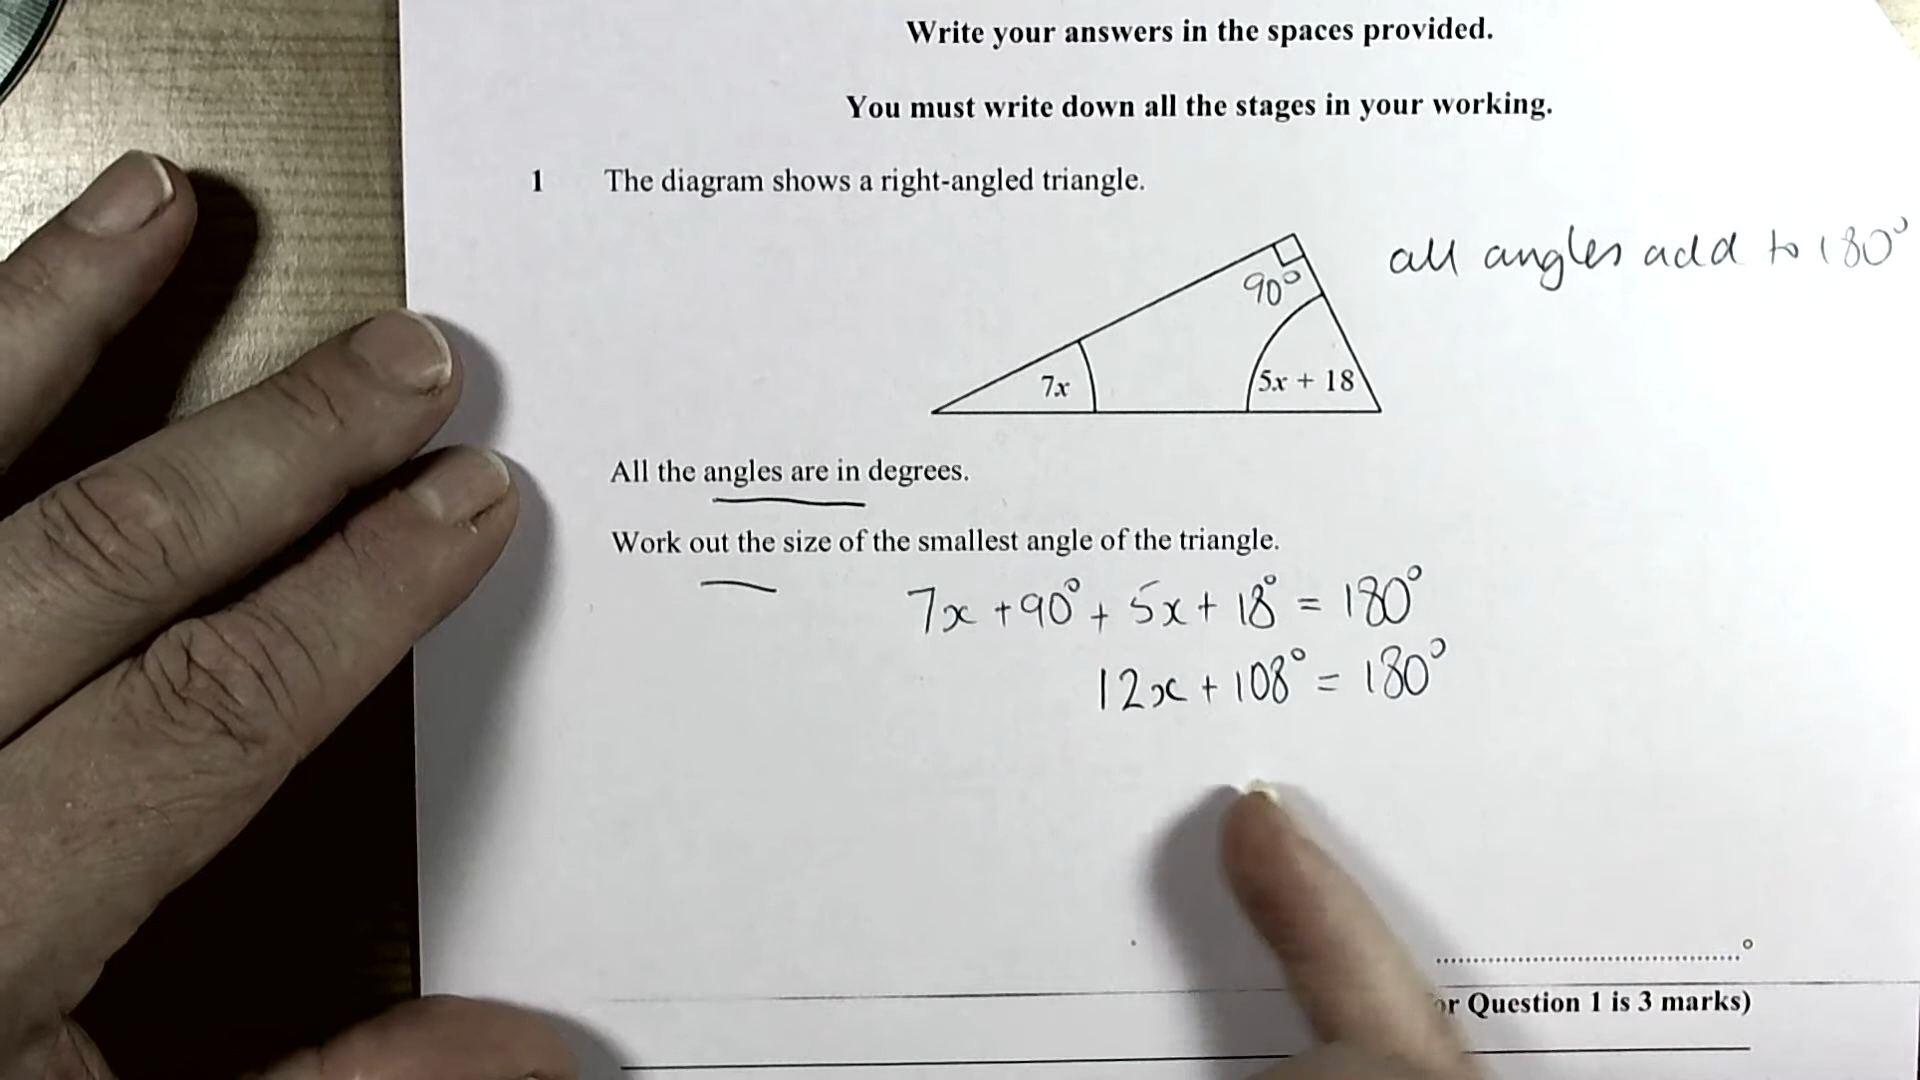 Write your answers in the spaces provided.
You must write down all the stages in your working.
1 The diagram shows a right-angled triangle.
all angles add to 180°
90°
7x
5x + 18
All the angles are in degrees.
Work out the size of the smallest angle of the triangle.
7x + 90° + 5x + 18° = 180°
12x + 108° = 180°
....................................°
Question 1 is 3 marks)